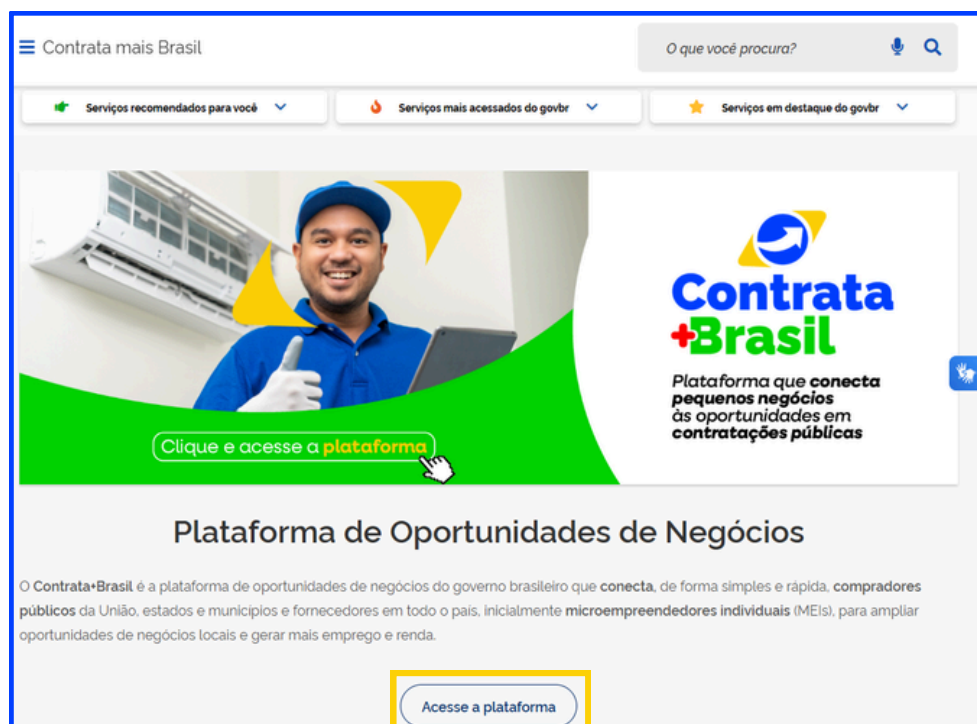 Contrata mais Brasil
O que você procura?
Serviços recomendados para você
Serviços mais acessados do govbr
Serviços em destaque do govbr
Contrata
+Brasil
Plataforma que conecta
pequenos negócios
às oportunidades em
contratações públicas
Clique e acesse a plataforma
Plataforma de Oportunidades de Negócios
O Contrata+Brasil é a plataforma de oportunidades de negócios do governo brasileiro que conecta, de forma simples e rápida, compradores
públicos da União, estados e municípios e fornecedores em todo o país, inicialmente microempreendedores individuais (MEIs), para ampliar
oportunidades de negócios locais e gerar mais emprego e renda.
Acesse a plataforma